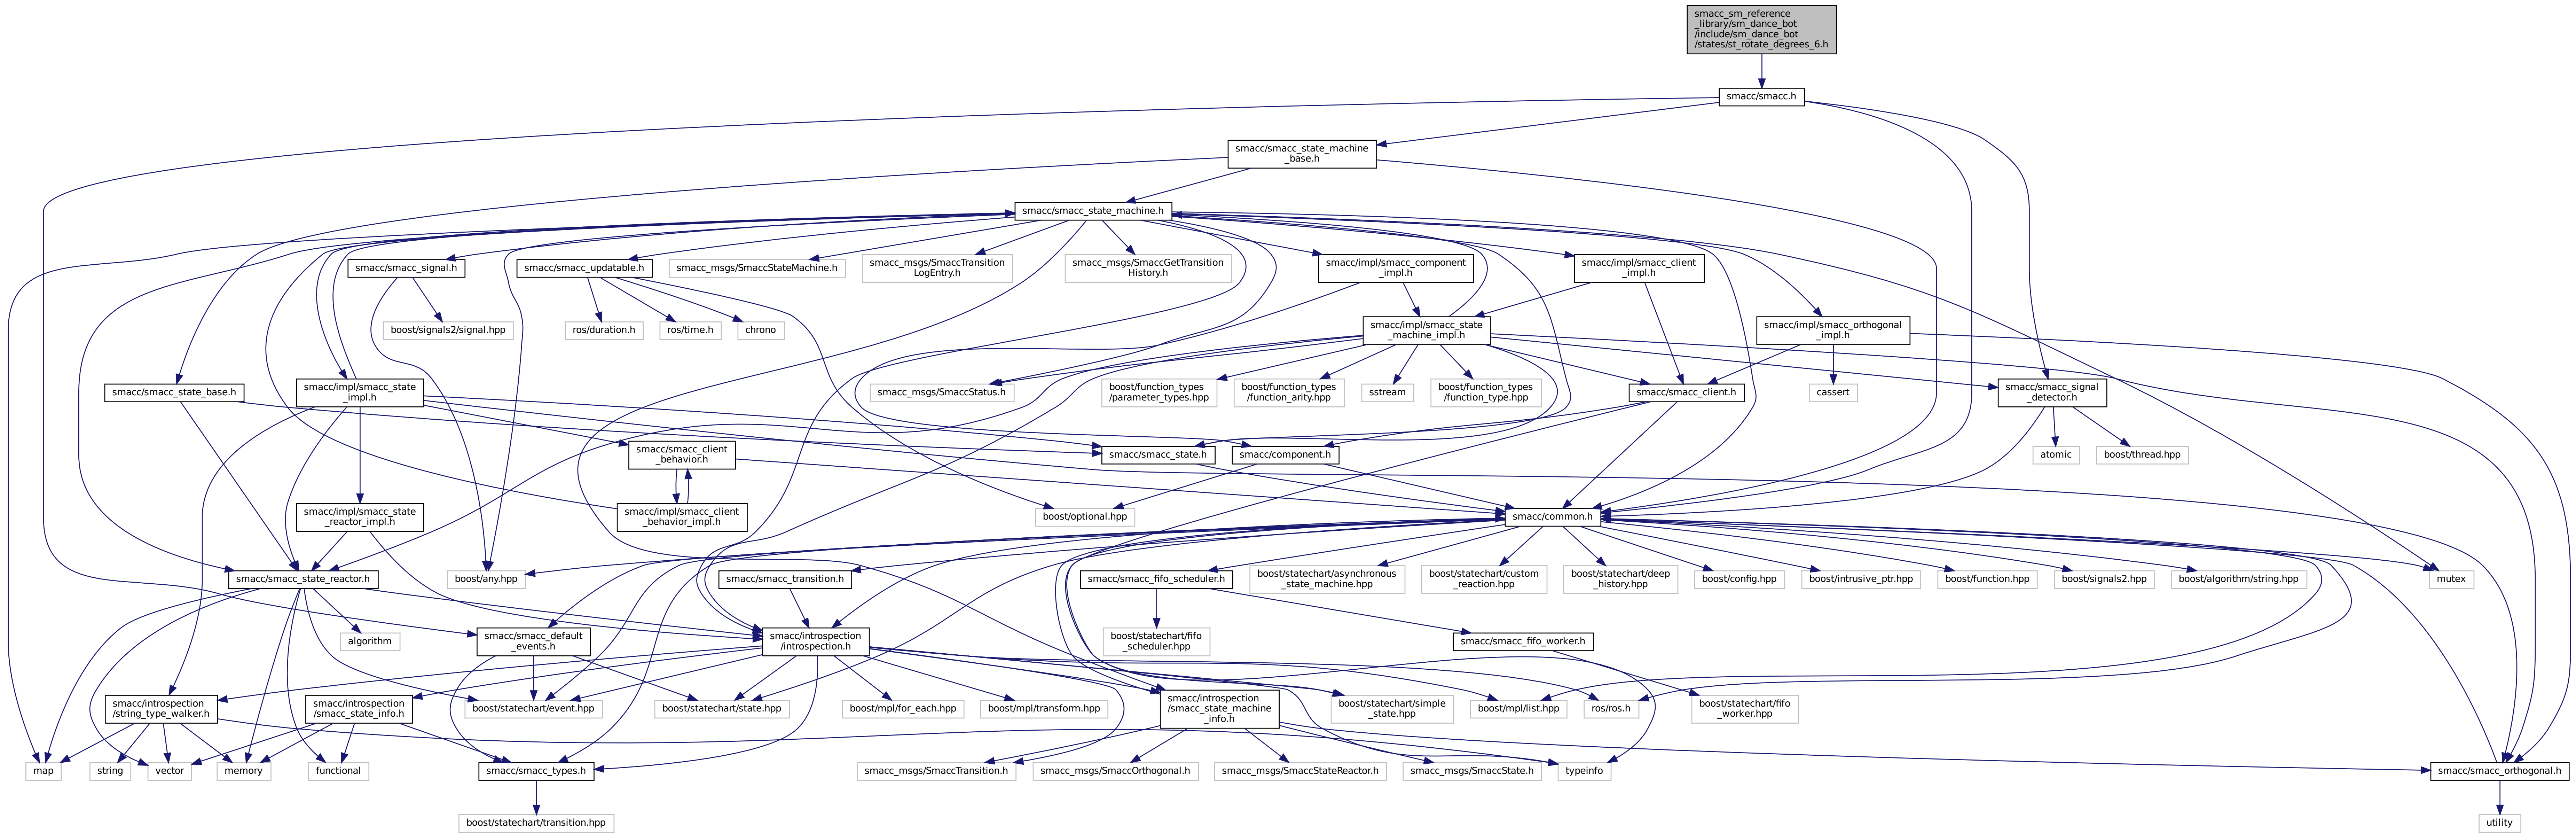 smacc_sm_reference
_library/sm_dance_bot
/include/sm_dance_bot
/states/st_rotate_degrees_6.h
smacc/smacc.h
smacc/smacc_state_machine
_base.h
smacc/smacc_state_machine.h
smacc/smacc_signal.h
smacc/smacc_updatable.h
smacc_msgs/SmaccStateMachine.h
smacc_msgs/SmaccTransition
LogEntry.h
smacc_msgs/SmaccGetTransition
History.h
smacc/impl/smacc_component
_impl.h
smacc/impl/smacc_client
_impl.h
boost/signals2/signal.hpp
ros/duration.h
ros/time.h
chrono
smacc/impl/smacc_state
_machine_impl.h
smacc/impl/smacc_orthogonal
_impl.h
smacc/smacc_state_base.h
smacc/impl/smacc_state
_impl.h
smacc_msgs/SmaccStatus.h
boost/function_types
/parameter_types.hpp
boost/function_types
/function_arity.hpp
sstream
boost/function_types
/function_type.hpp
smacc/smacc_client.h
cassert
smacc/smacc_signal
_detector.h
smacc/smacc_client
_behavior.h
smacc/smacc_state.h
smacc/component.h
atomic
boost/thread.hpp
smacc/impl/smacc_state
_reactor_impl.h
smacc/impl/smacc_client
_behavior_impl.h
boost/optional.hpp
smacc/common.h
smacc/smacc_state_reactor.h
boost/any.hpp
smacc/smacc_transition.h
smacc/smacc_fifo_scheduler.h
boost/statechart/asynchronous
_state_machine.hpp
boost/statechart/custom
_reaction.hpp
boost/statechart/deep
_history.hpp
boost/config.hpp
boost/intrusive_ptr.hpp
boost/function.hpp
boost/signals2.hpp
boost/algorithm/string.hpp
mutex
algorithm
smacc/smacc_default
_events.h
smacc/introspection
/introspection.h
boost/statechart/fifo
_scheduler.hpp
smacc/smacc_fifo_worker.h
smacc/introspection
/string_type_walker.h
smacc/introspection
/smacc_state_info.h
boost/statechart/event.hpp
boost/statechart/state.hpp
boost/mpl/for_each.hpp
boost/mpl/transform.hpp
smacc/introspection
/smacc_state_machine
_info.h
boost/statechart/simple
_state.hpp
boost/mpl/list.hpp
ros/ros.h
boost/statechart/fifo
_worker.hpp
map
string
vector
memory
functional
smacc/smacc_types.h
smacc_msgs/SmaccTransition.h
smacc_msgs/SmaccOrthogonal.h
smacc_msgs/SmaccStateReactor.h
smacc_msgs/SmaccState.h
typeinfo
smacc/smacc_orthogonal.h
boost/statechart/transition.hpp
utility